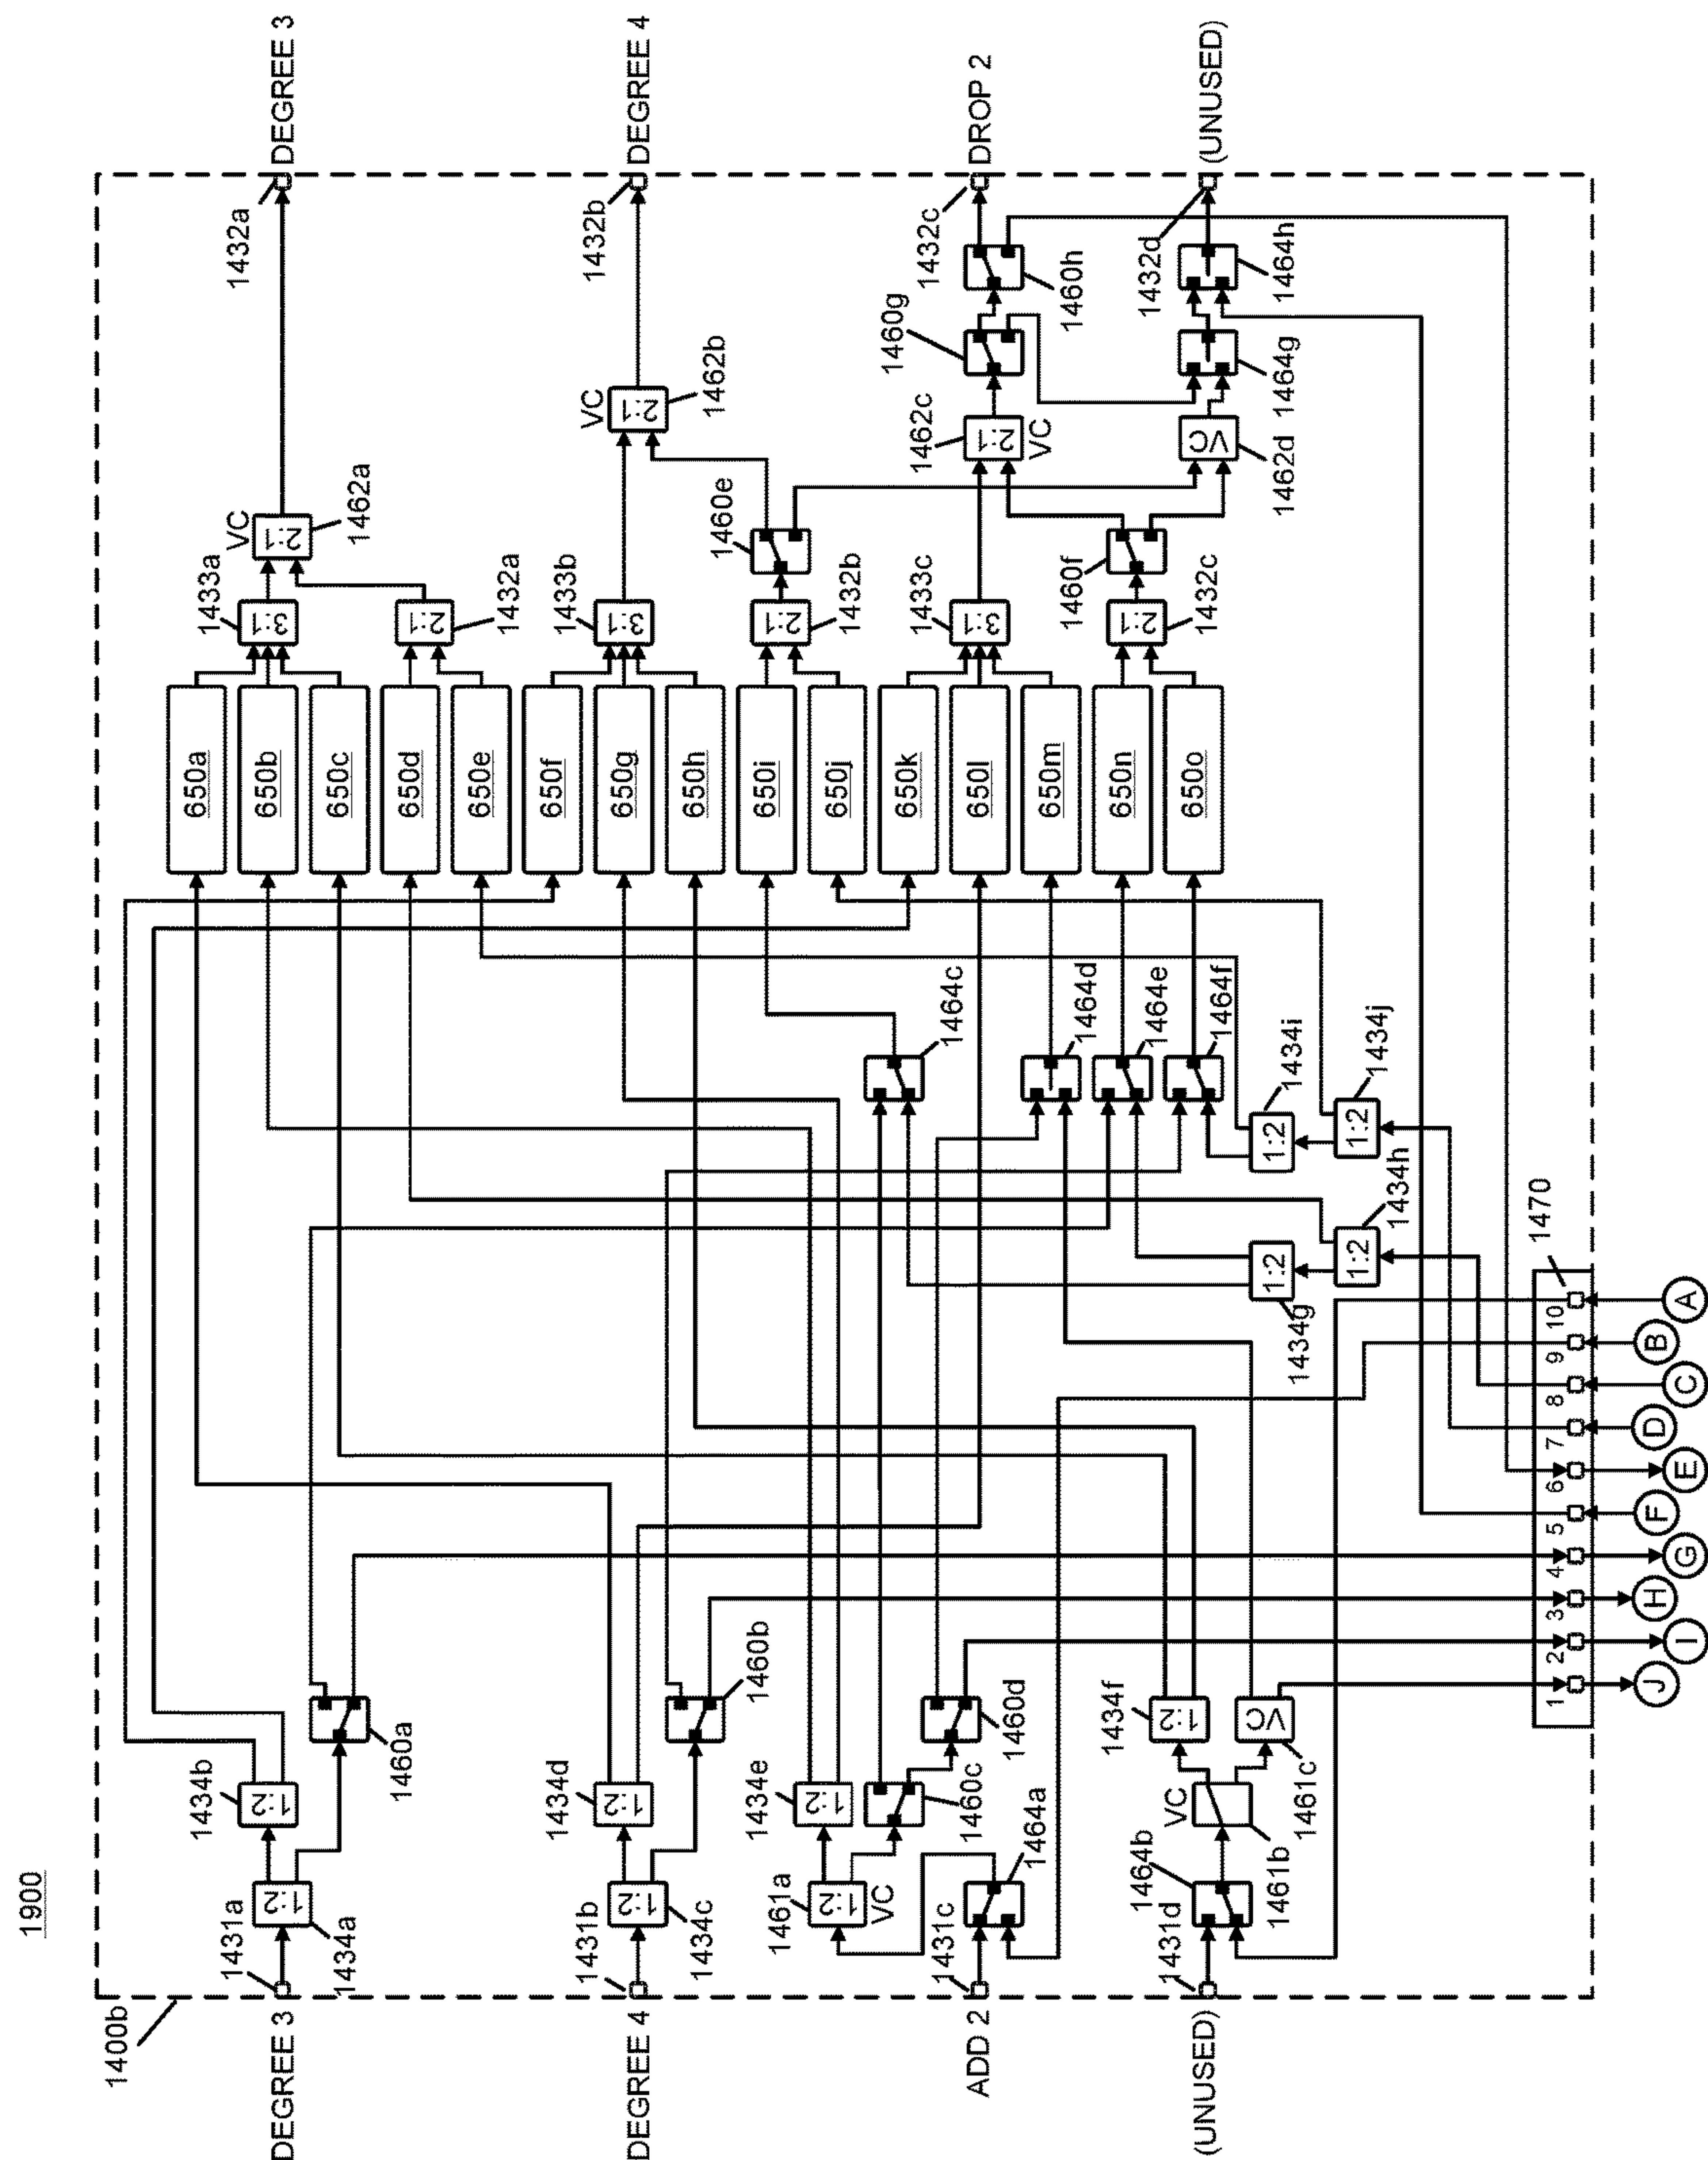 1900
1400b
DEGREE 3
1431a
1434a
1:2
1434b
1:2
1460a
DEGREE 4
1431b
1434c
1:2
1434d
1:2
1460b
ADD 2
1431c
1464a
1461a
1:2
VC
1434e
1:2
1460c
1460d
(UNUSED)
1431d
1464b
1461b
VC
1461c
VC
1434f
1:2
1434g
1:2
1434h
1:2
1434i
1:2
1434j
1:2
1464c
1464d
1464e
1464f
650a
650b
650c
650d
650e
650f
650g
650h
650i
650j
650k
650l
650m
650n
650o
1433a
3:1
1432a
2:1
1433b
3:1
1432b
2:1
1433c
3:1
1432c
2:1
1460e
1460f
VC
2:1
1462a
VC
2:1
1462b
1462c
2:1
VC
VC
1462d
1460g
1460h
1464g
1464h
1432a
DEGREE 3
1432b
DEGREE 4
1432c
DROP 2
1432d
(UNUSED)
1470
1 2 3 4 5 6 7 8 9 10
J I H G F E D C B A